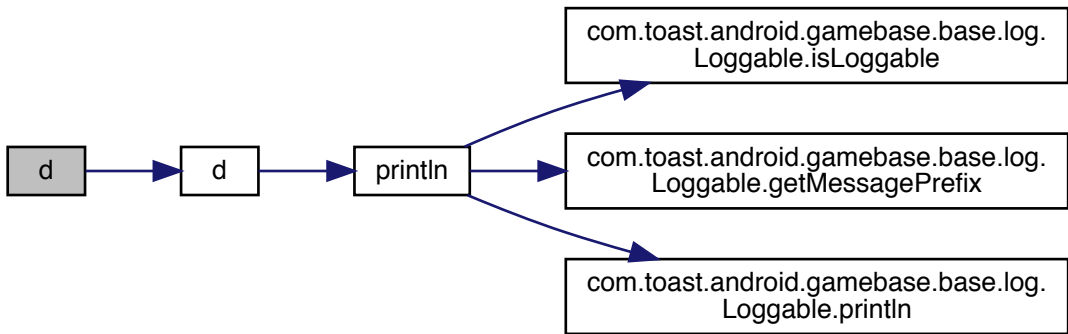 d
d
println
com.toast.android.gamebase.base.log.
Loggable.isLoggable
com.toast.android.gamebase.base.log.
Loggable.getMessagePrefix
com.toast.android.gamebase.base.log.
Loggable.println